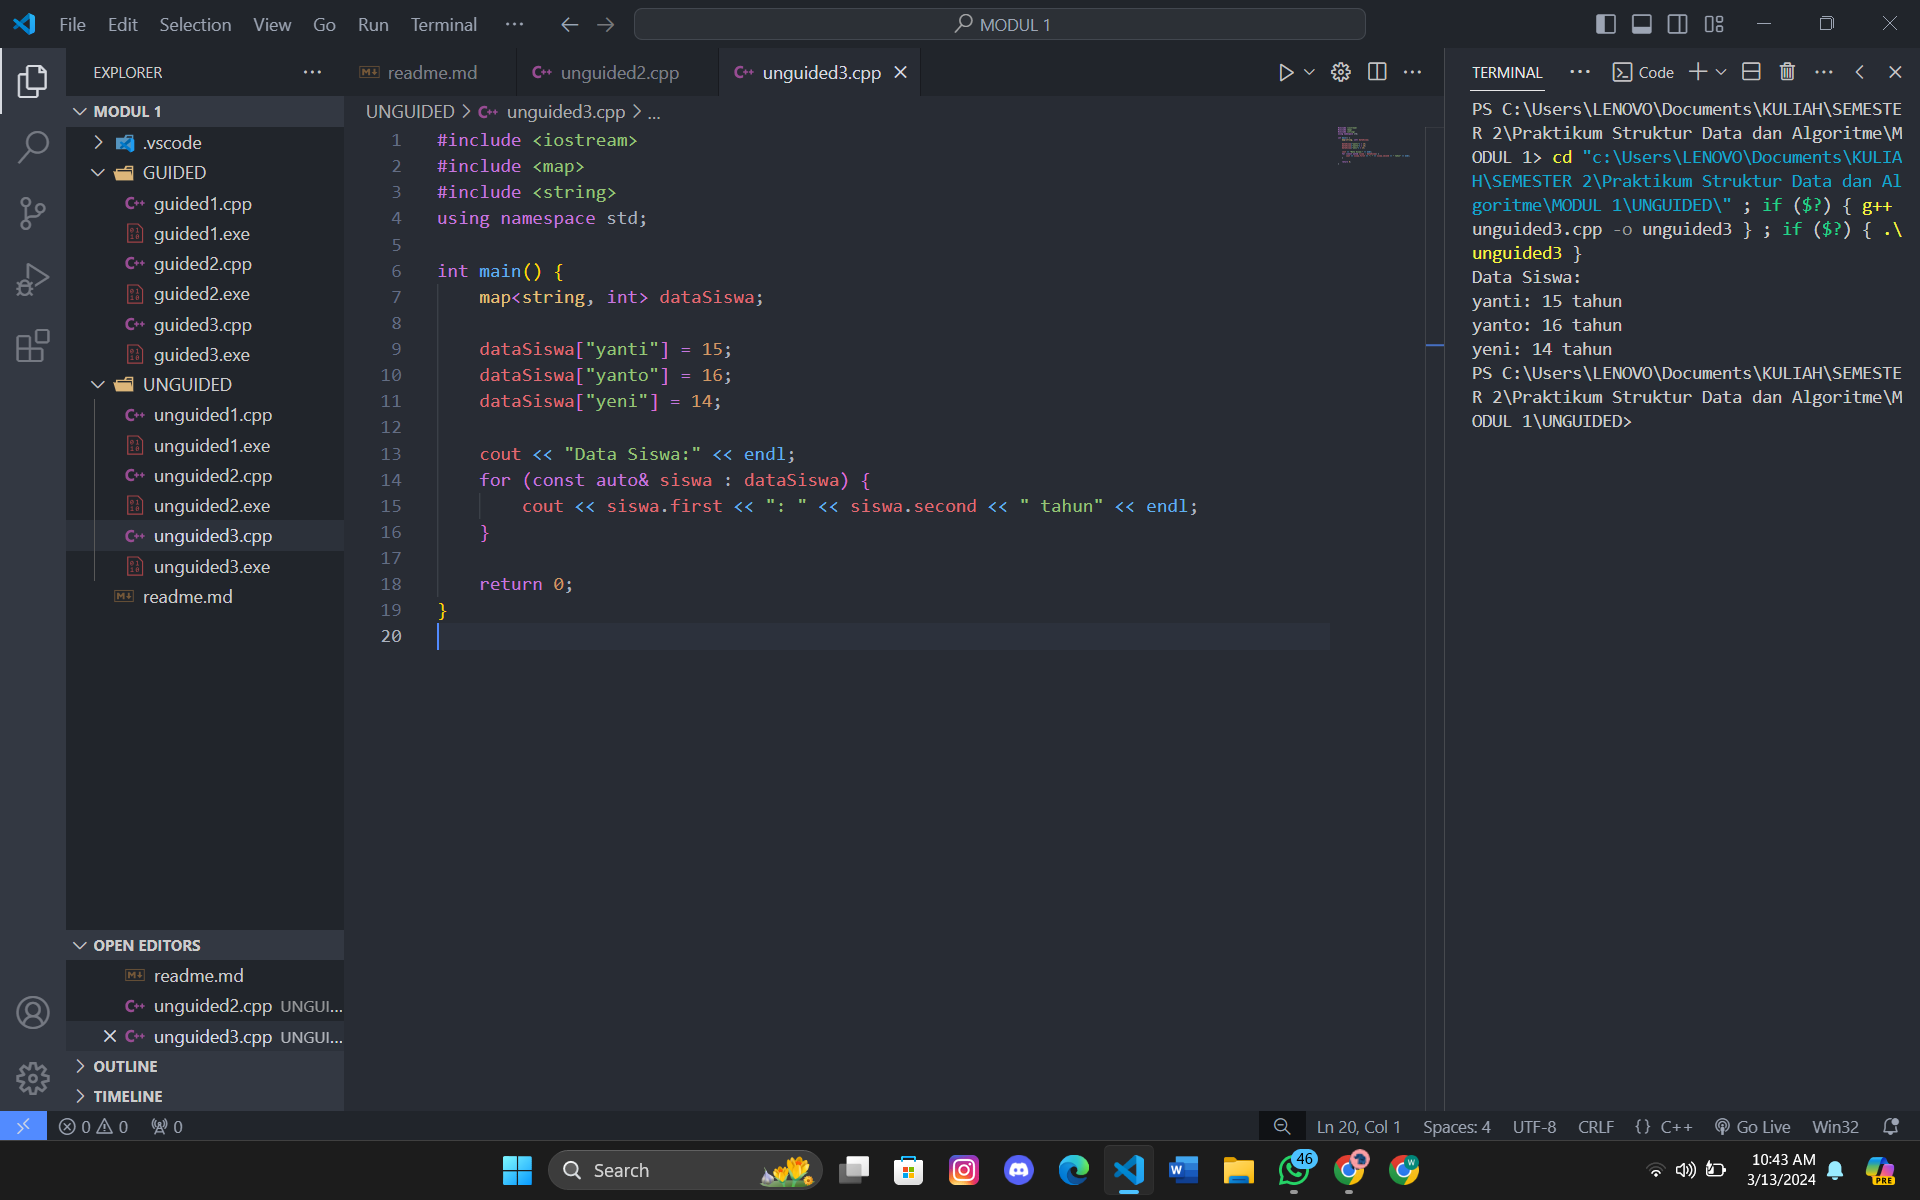 File Edit Selection View Go Run Terminal ··· MODUL 1
EXPLORER ···
MODUL 1
.vscode
GUIDED
guided1.cpp
guided1.exe
guided2.cpp
guided2.exe
guided3.cpp
guided3.exe
UNGUIDED
unguided1.cpp
unguided1.exe
unguided2.cpp
unguided2.exe
unguided3.cpp
unguided3.exe
readme.md
OPEN EDITORS
readme.md
unguided2.cpp UNGUI...
unguided3.cpp UNGUI...
OUTLINE
TIMELINE
readme.md unguided2.cpp unguided3.cpp
UNGUIDED > unguided3.cpp > ...
1 #include <iostream>
2 #include <map>
3 #include <string>
4 using namespace std;
5
6 int main() {
7 map<string, int> dataSiswa;
8
9 dataSiswa["yanti"] = 15;
10 dataSiswa["yanto"] = 16;
11 dataSiswa["yeni"] = 14;
12
13 cout << "Data Siswa:" << endl;
14 for (const auto& siswa : dataSiswa) {
15 cout << siswa.first << ": " << siswa.second << " tahun" << endl;
16 }
17
18 return 0;
19 }
20
TERMINAL ··· Code
PS C:\Users\LENOVO\Documents\KULIAH\SEMESTE
R 2\Praktikum Struktur Data dan Algoritme\M
ODUL 1> cd "c:\Users\LENOVO\Documents\KULIA
H\SEMESTER 2\Praktikum Struktur Data dan Al
goritme\MODUL 1\UNGUIDED\" ; if ($?) { g++
unguided3.cpp -o unguided3 } ; if ($?) { .\
unguided3 }
Data Siswa:
yanti: 15 tahun
yanto: 16 tahun
yeni: 14 tahun
PS C:\Users\LENOVO\Documents\KULIAH\SEMESTE
R 2\Praktikum Struktur Data dan Algoritme\M
ODUL 1\UNGUIDED>
0 0 0 Ln 20, Col 1 Spaces: 4 UTF-8 CRLF {} C++ Go Live Win32
Search 46 10:43 AM
3/13/2024